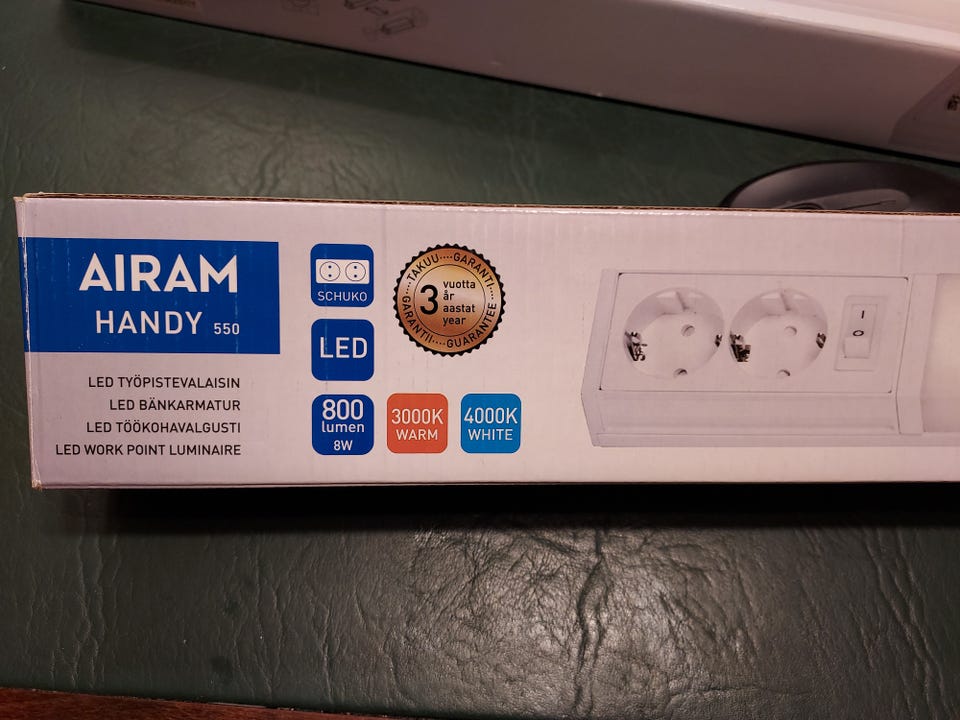 AIRAM
HANDY 550
LED TYÖPISTEVALAISIN
LED BÄNKARMATUR
LED TÖÖKOHAVALGUSTI
LED WORK POINT LUMINAIRE
SCHUKO
LED
800
lumen
8W
TAKUU····GARANTI
3 vuotta
år
aastat
year
GARANTII····GUARANTEE
3000K
WARM
4000K
WHITE
I
O